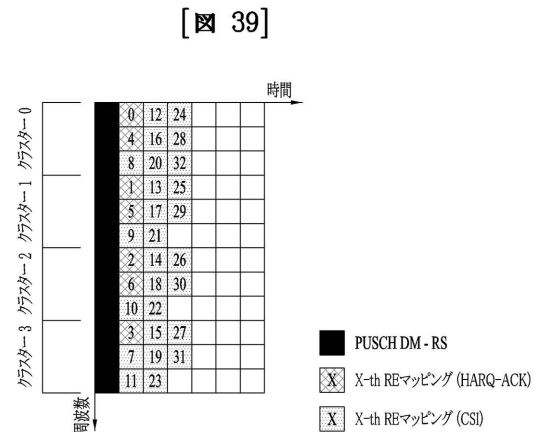 [図 39]
時間
クラスター 0
0 12 24
4 16 28
8 20 32
クラスター 1
1 13 25
5 17 29
9 21
クラスター 2
2 14 26
6 18 30
10 22
クラスター 3
3 15 27
7 19 31
11 23
周波数
PUSCH DM - RS
X X-th REマッピング (HARQ-ACK)
X X-th REマッピング (CSI)